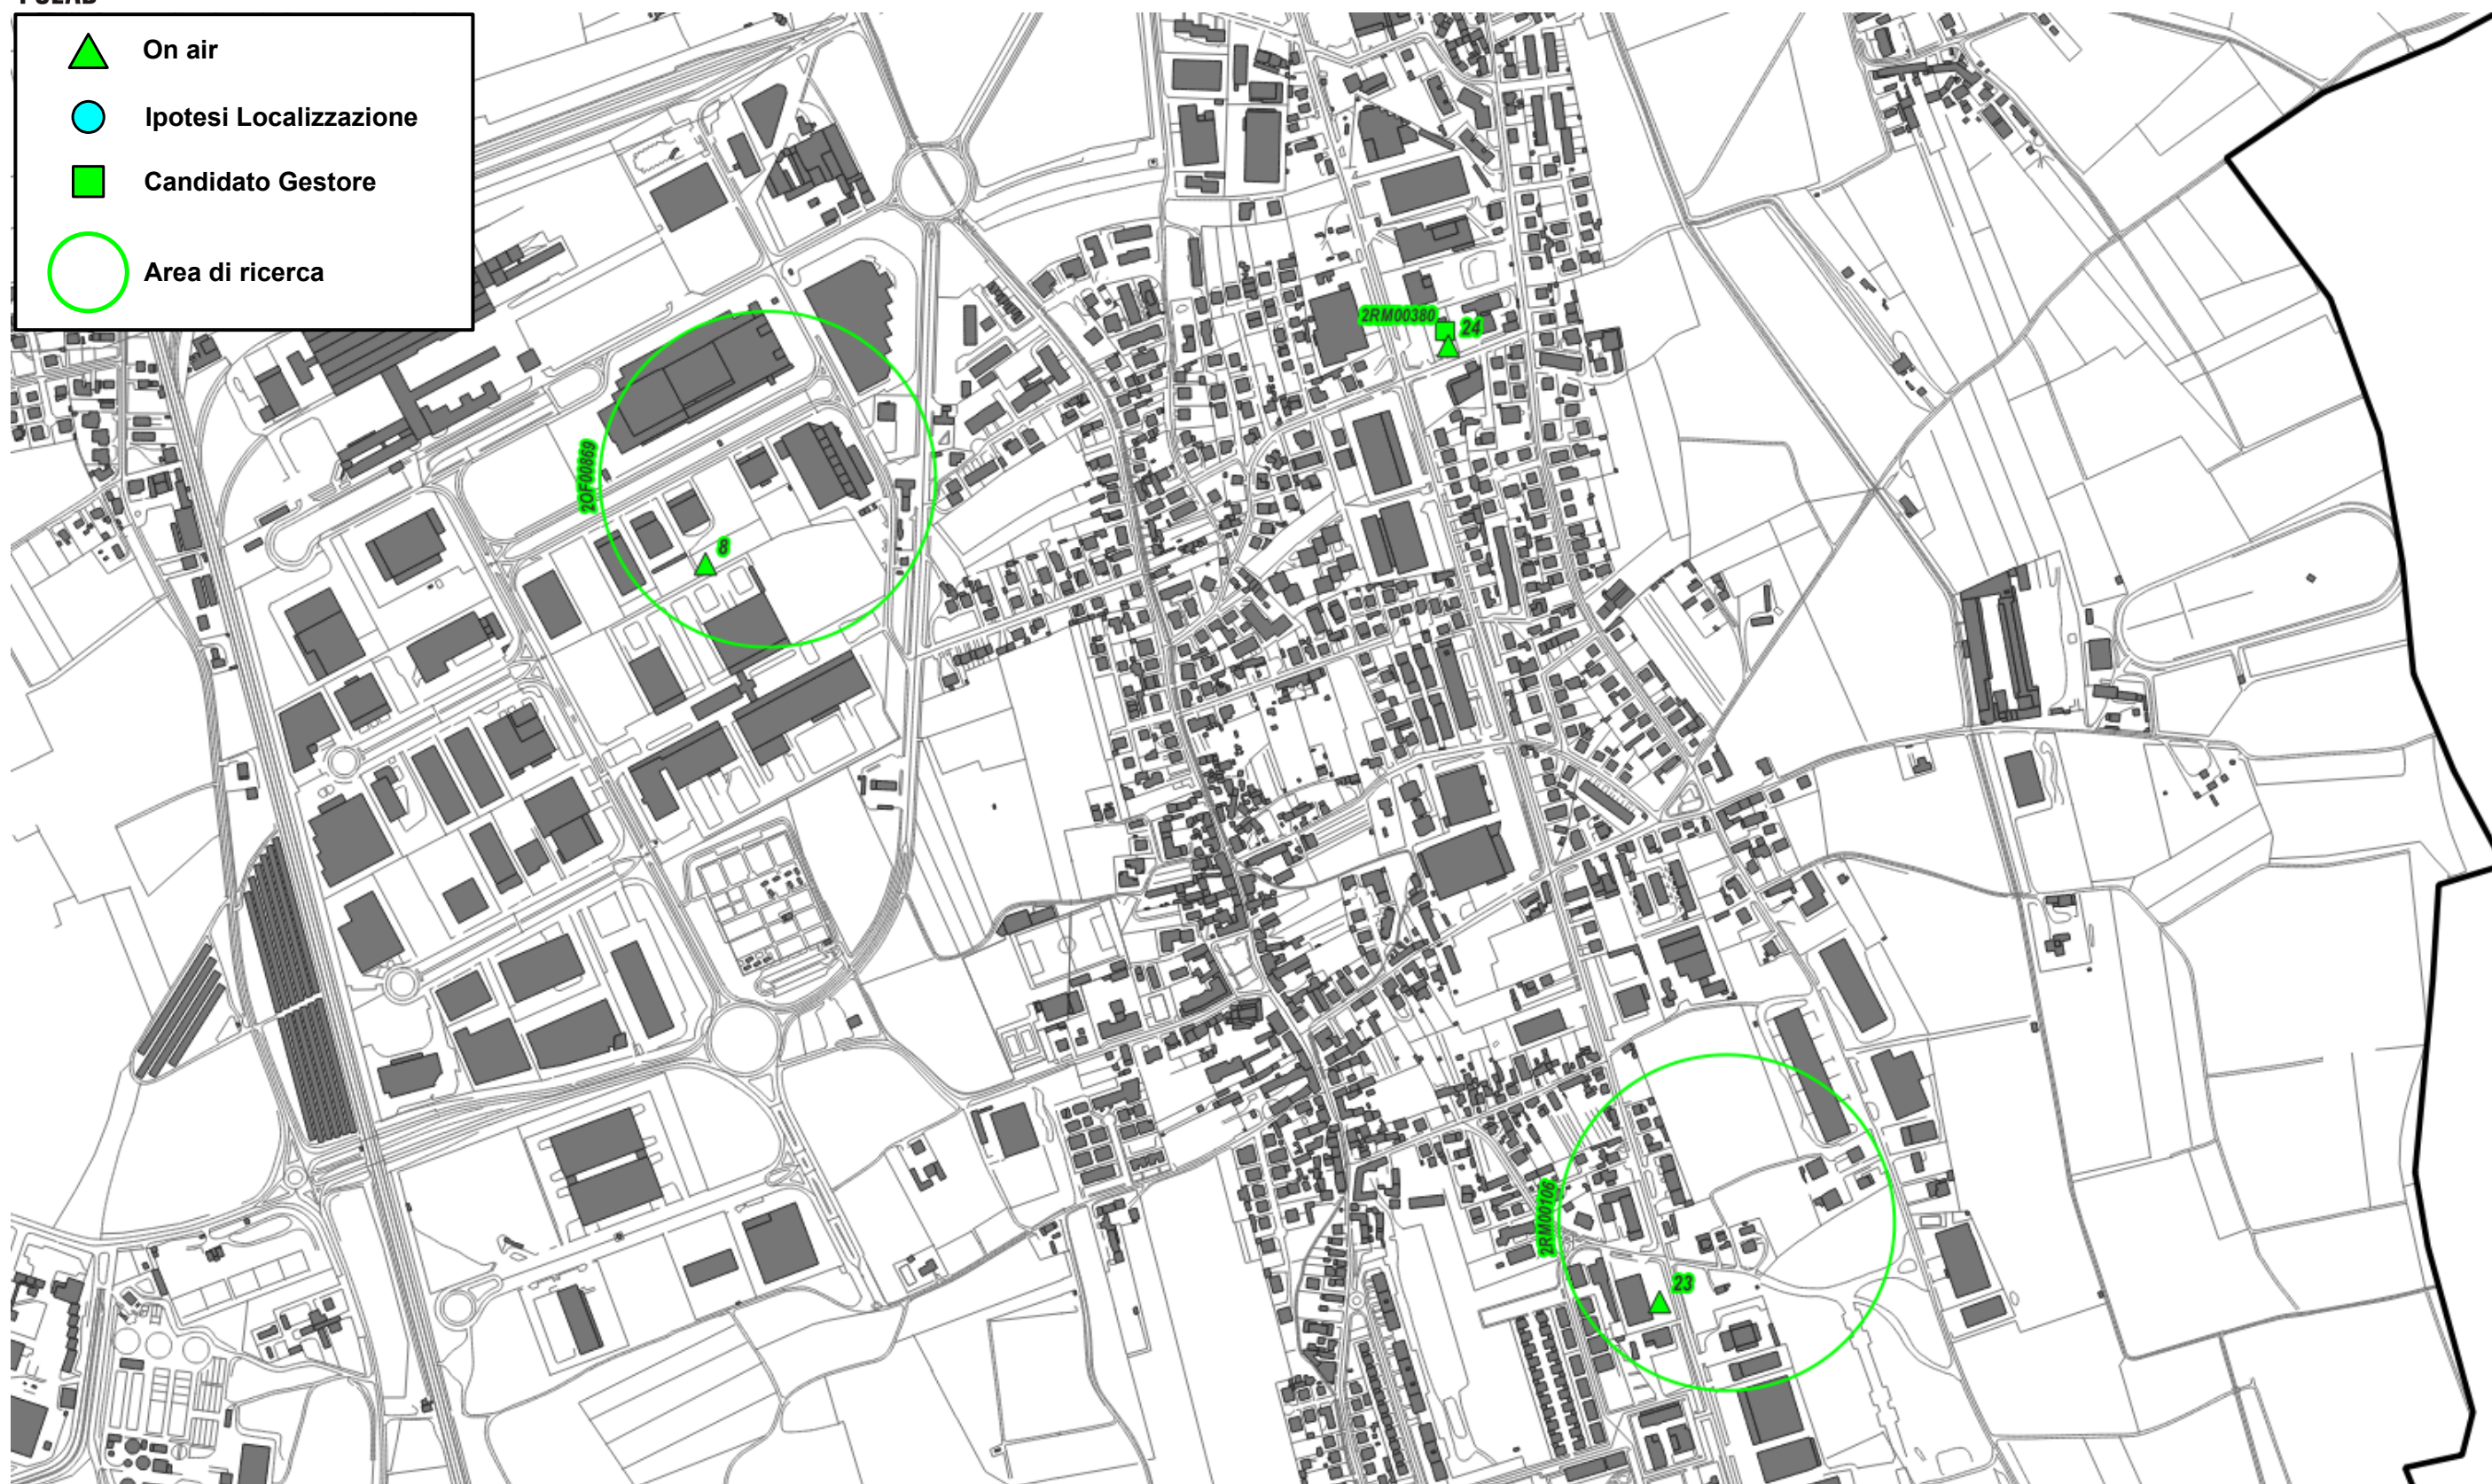 On air
Ipotesi Localizzazione
Candidato Gestore
Area di ricerca
2RM00380
24
2OF00869
8
2RM00106
23